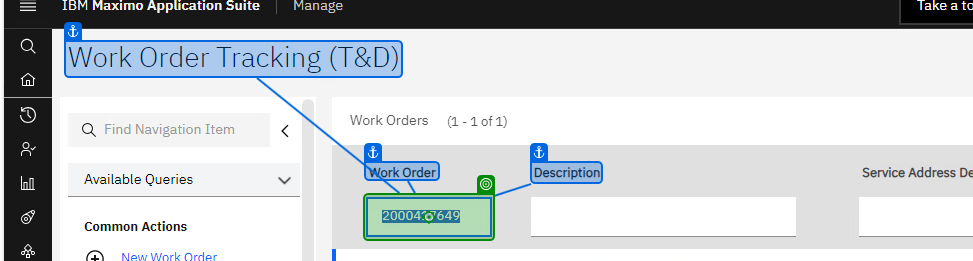 IBM Maximo Application Suite Manage Take a to
Work Order Tracking (T&D)
Find Navigation Item
Work Orders (1 - 1 of 1)
Available Queries
Work Order Description Service Address De
Common Actions
New Work Order